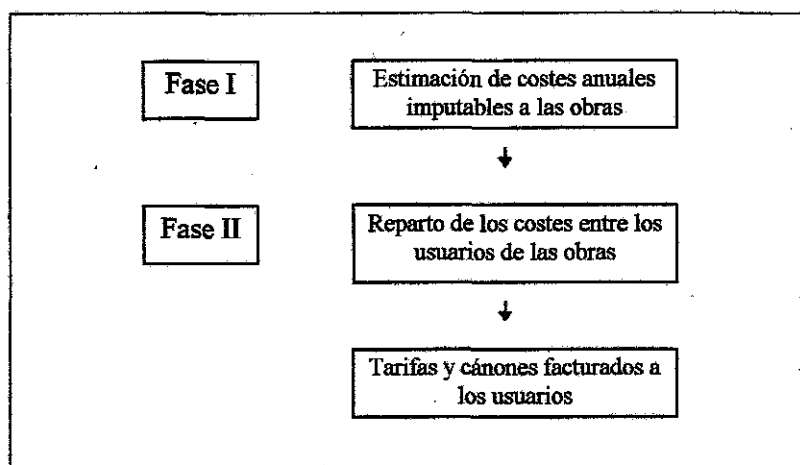 Fase I
Estimación de costes anuales
imputables a las obras
Fase II
Reparto de los costes entre los
usuarios de las obras
Tarifas y cánones facturados a
los usuarios